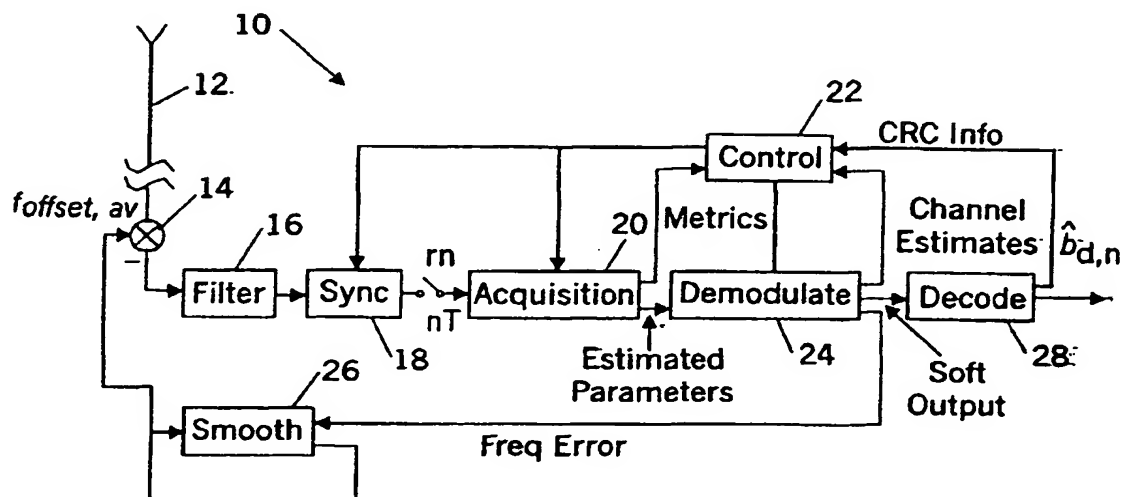 10
12
22
CRC Info
Control
f offset, av
14
16
Metrics
20
Channel
Estimates
b̂d,n
rn
Filter
Sync
Acquisition
Demodulate
Decode
nT
18
Estimated
Parameters
24
28
Soft
Output
26
Smooth
Freq Error